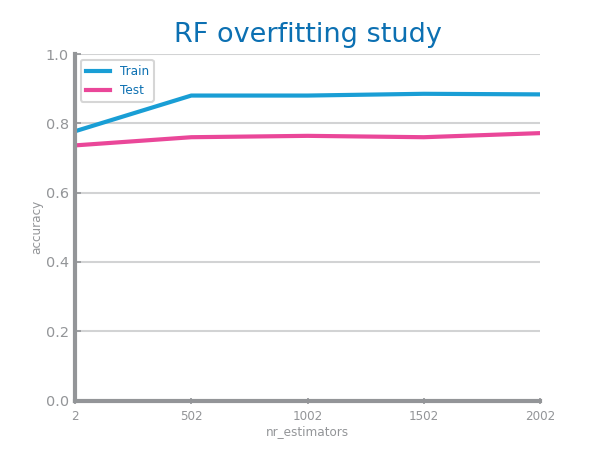 RF overfitting study
1.0
Train
Test
0.8
0.6
accuracy
0.4
0.2
0.0
2 502 1002 1502 2002
nr_estimators